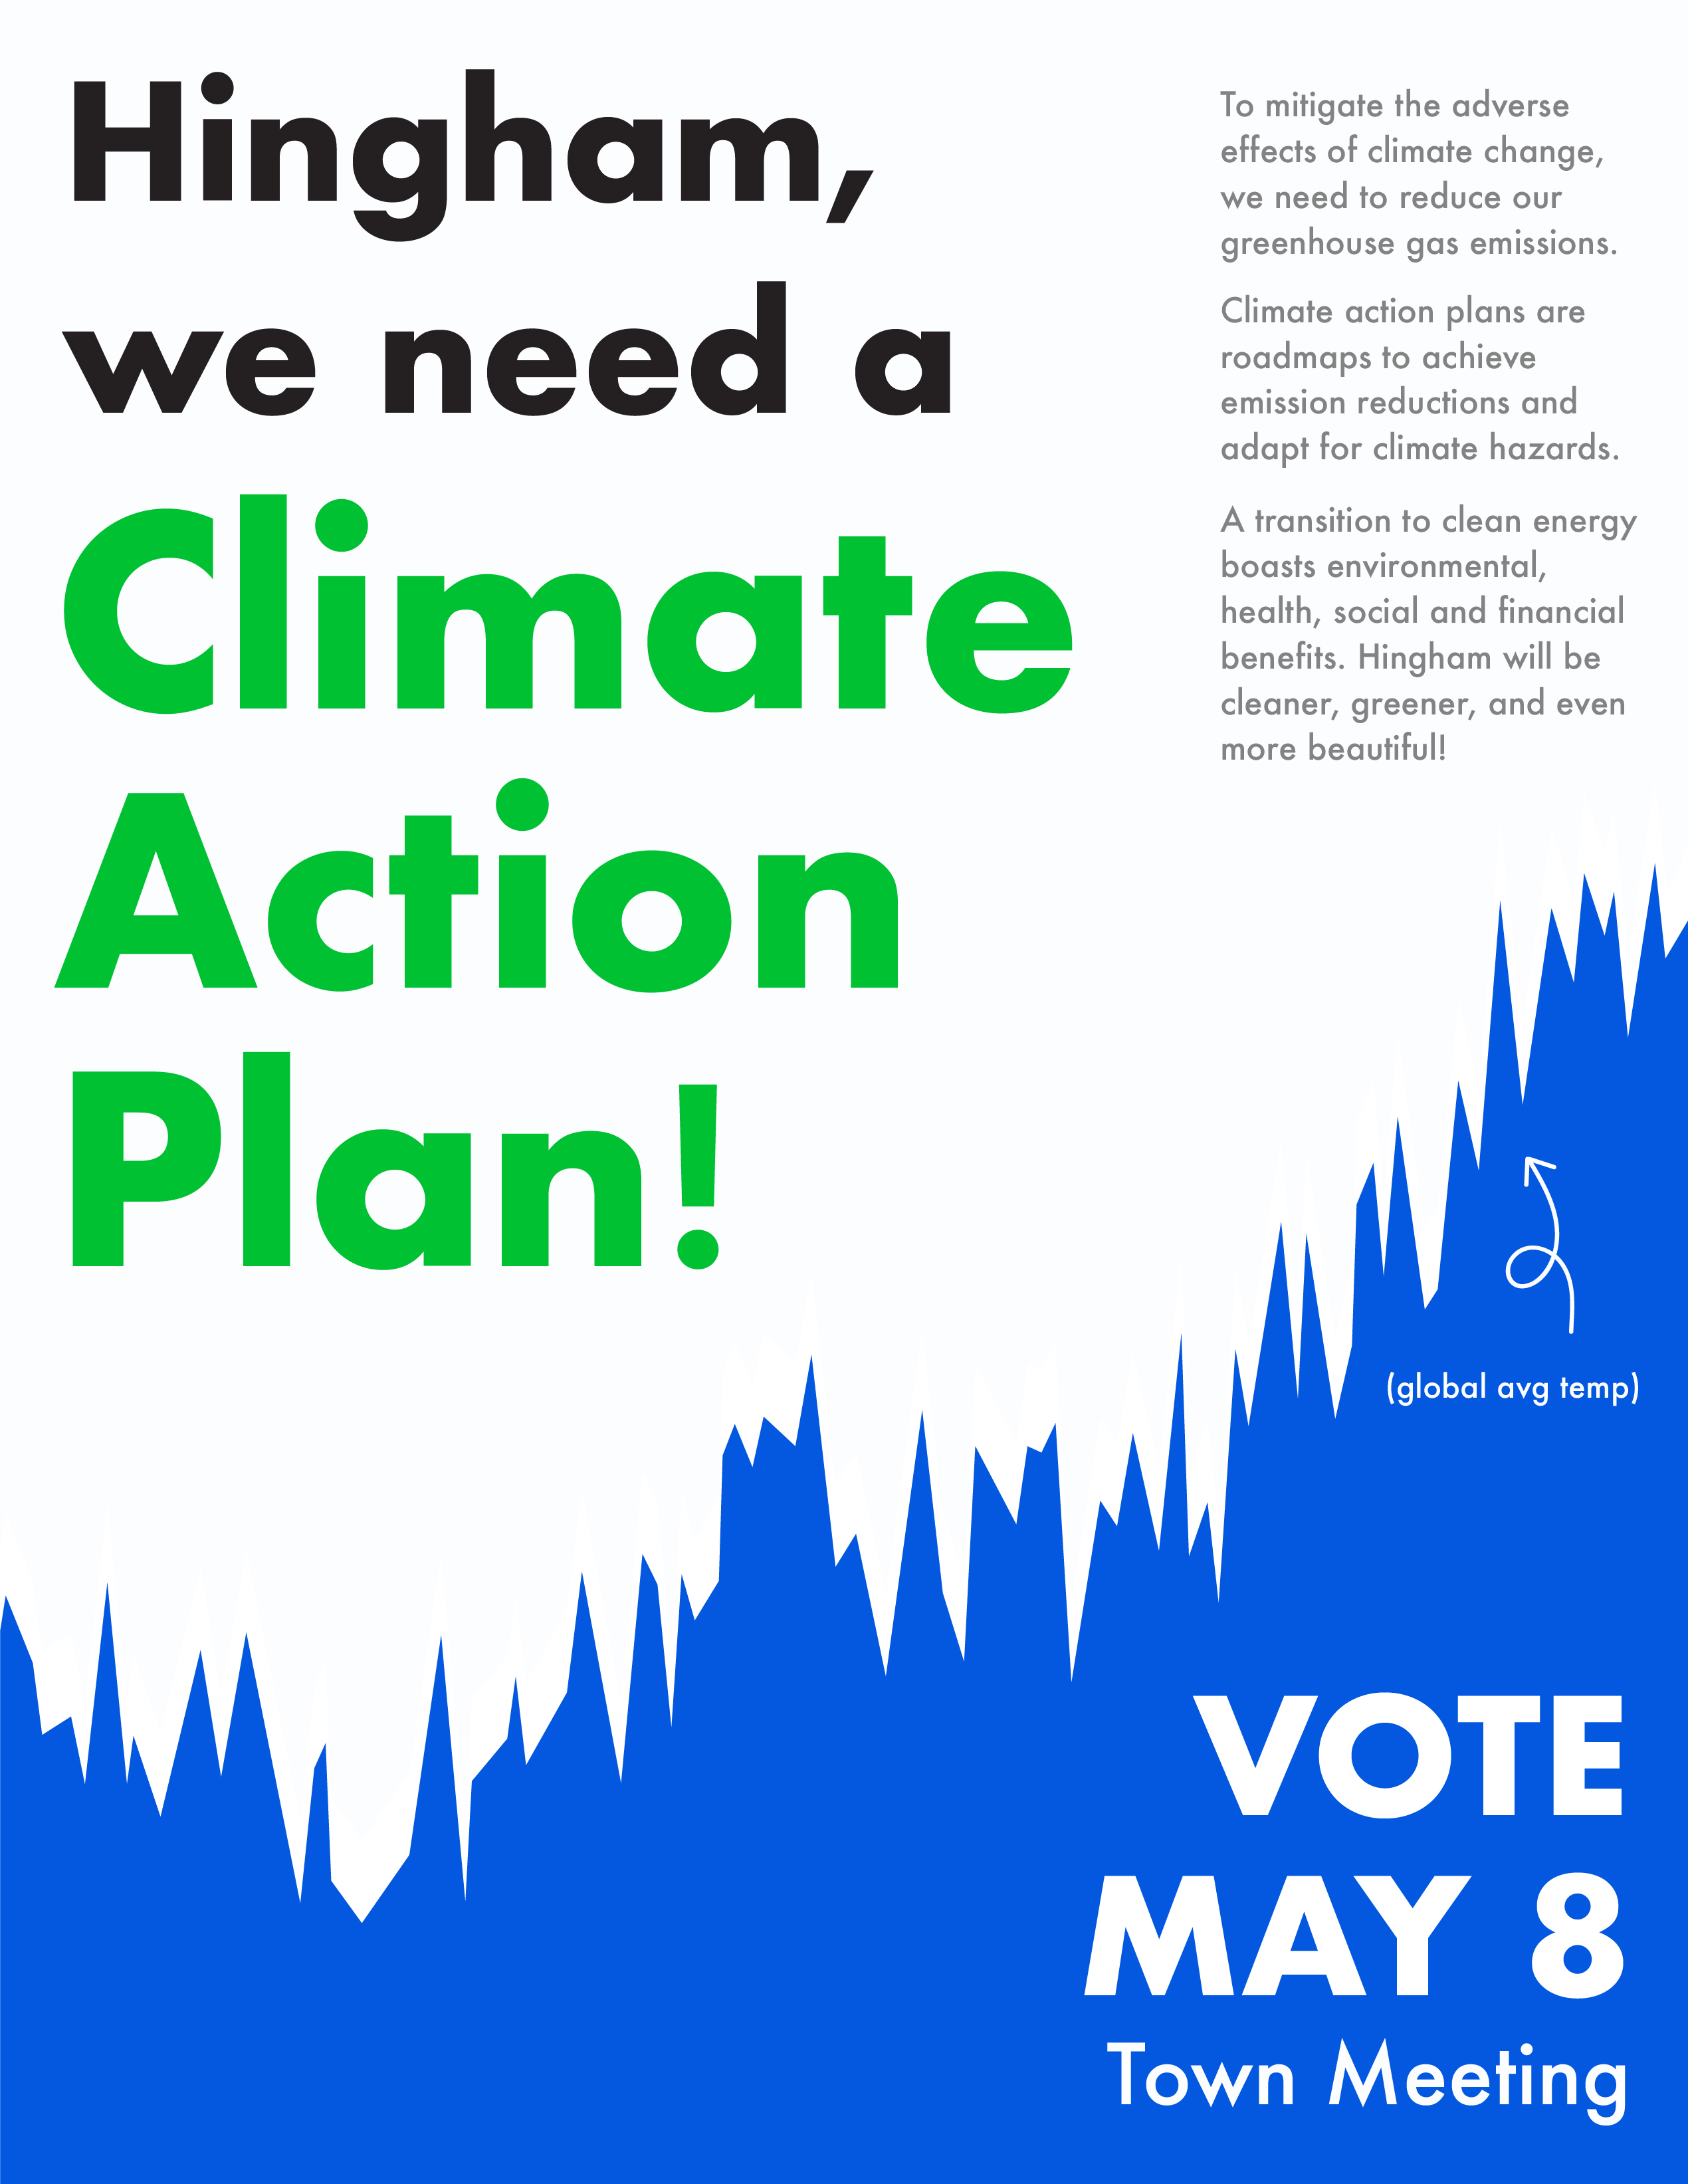 Hingham,
we need a
Climate
Action
Plan!
To mitigate the adverse
effects of climate change,
we need to reduce our
greenhouse gas emissions.
Climate action plans are
roadmaps to achieve
emission reductions and
adapt for climate hazards.
A transition to clean energy
boasts environmental,
health, social and financial
benefits. Hingham will be
cleaner, greener, and even
more beautiful!
(global avg temp)
VOTE
MAY 8
Town Meeting